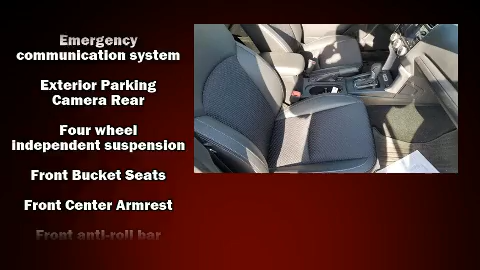 Emergency
communication system
Exterior Parking
Camera Rear
Four wheel
independent suspension
Front Bucket Seats
Front Center Armrest
Front anti-roll bar